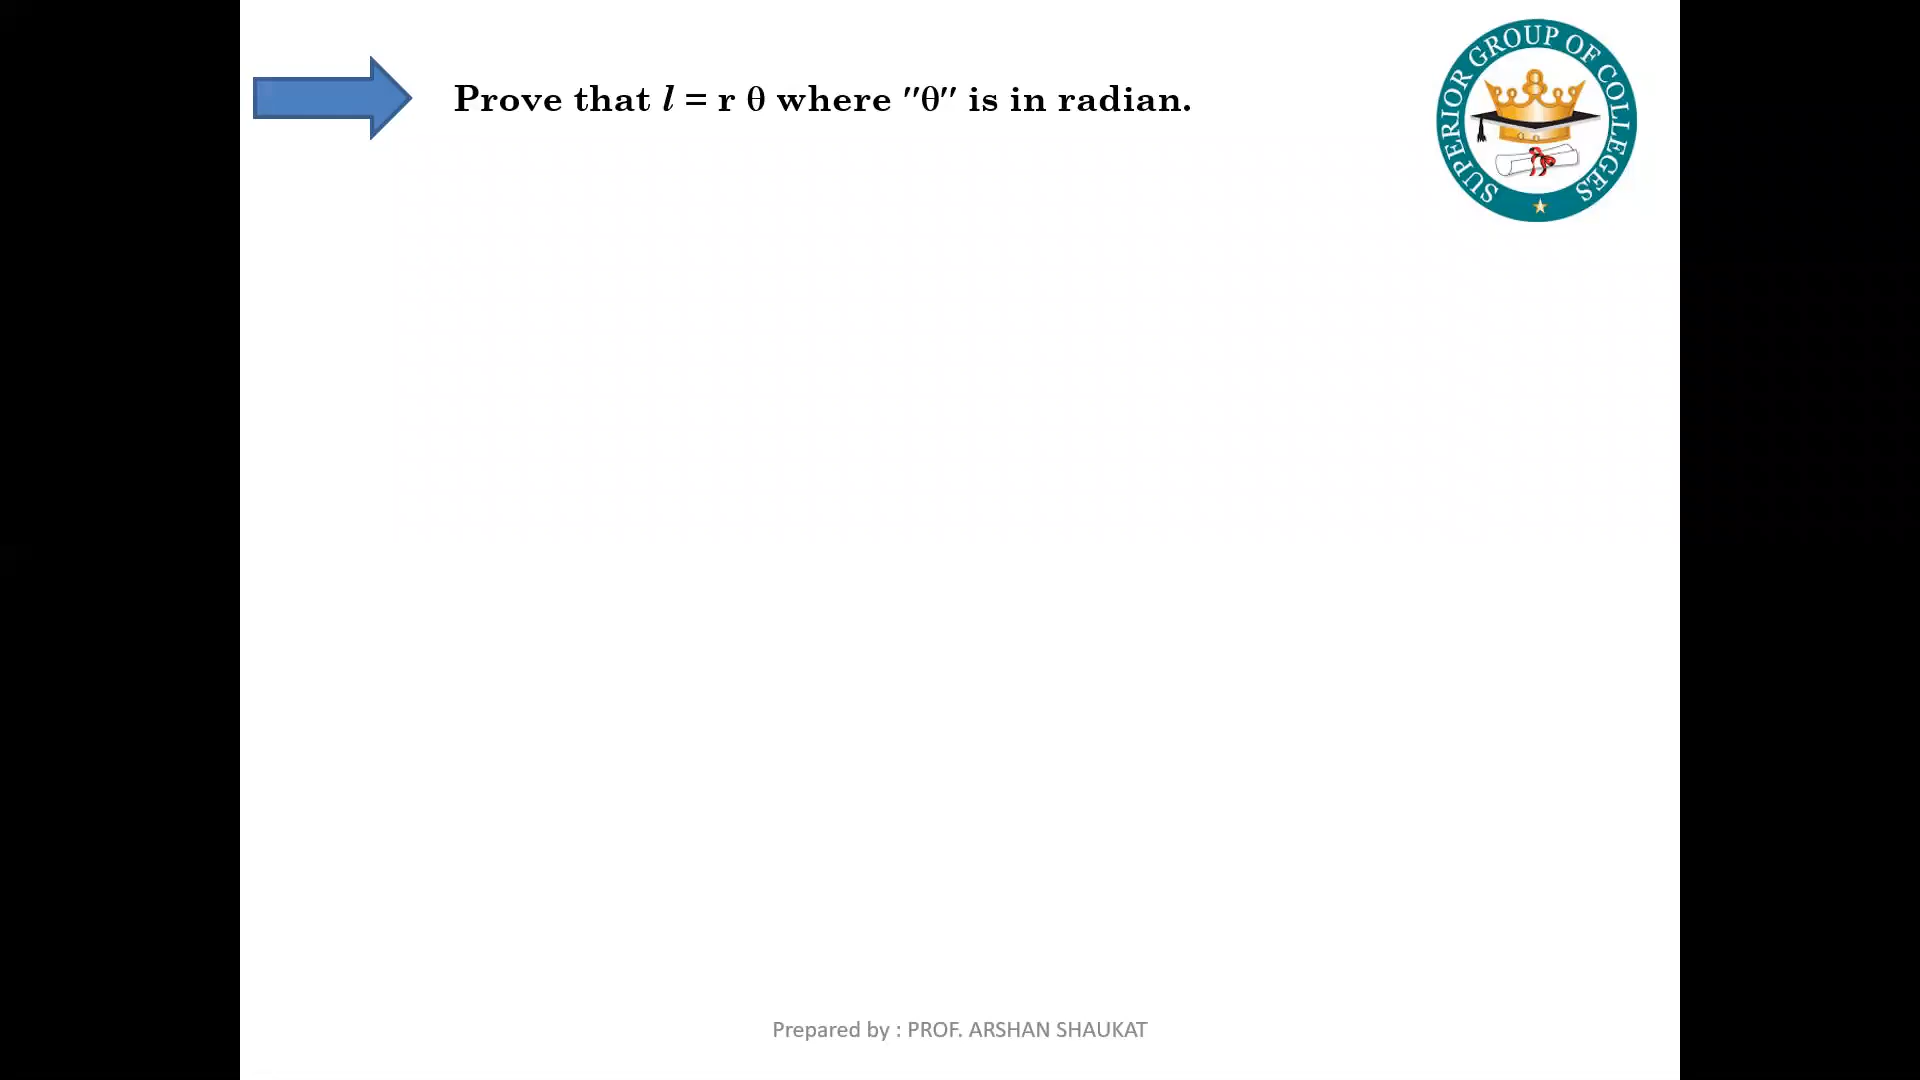 Prove that l = r θ where "θ" is in radian.
SUPERIOR GROUP OF COLLEGES
Prepared by : PROF. ARSHAN SHAUKAT